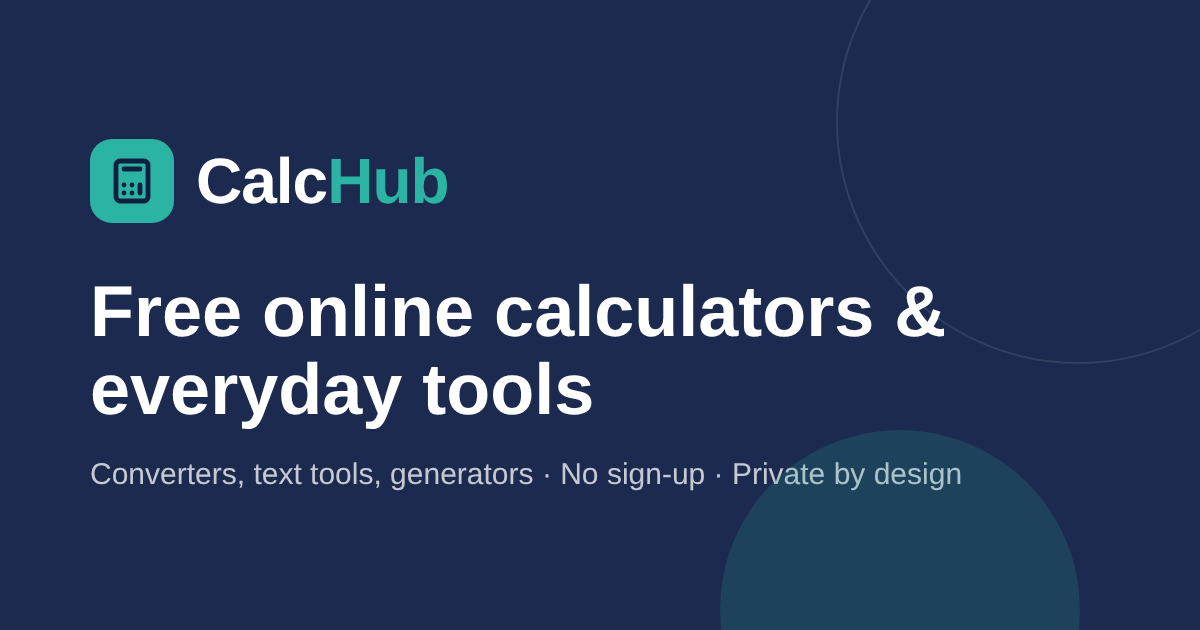 CalcHub
Free online calculators &
everyday tools
Converters, text tools, generators · No sign-up · Private by design